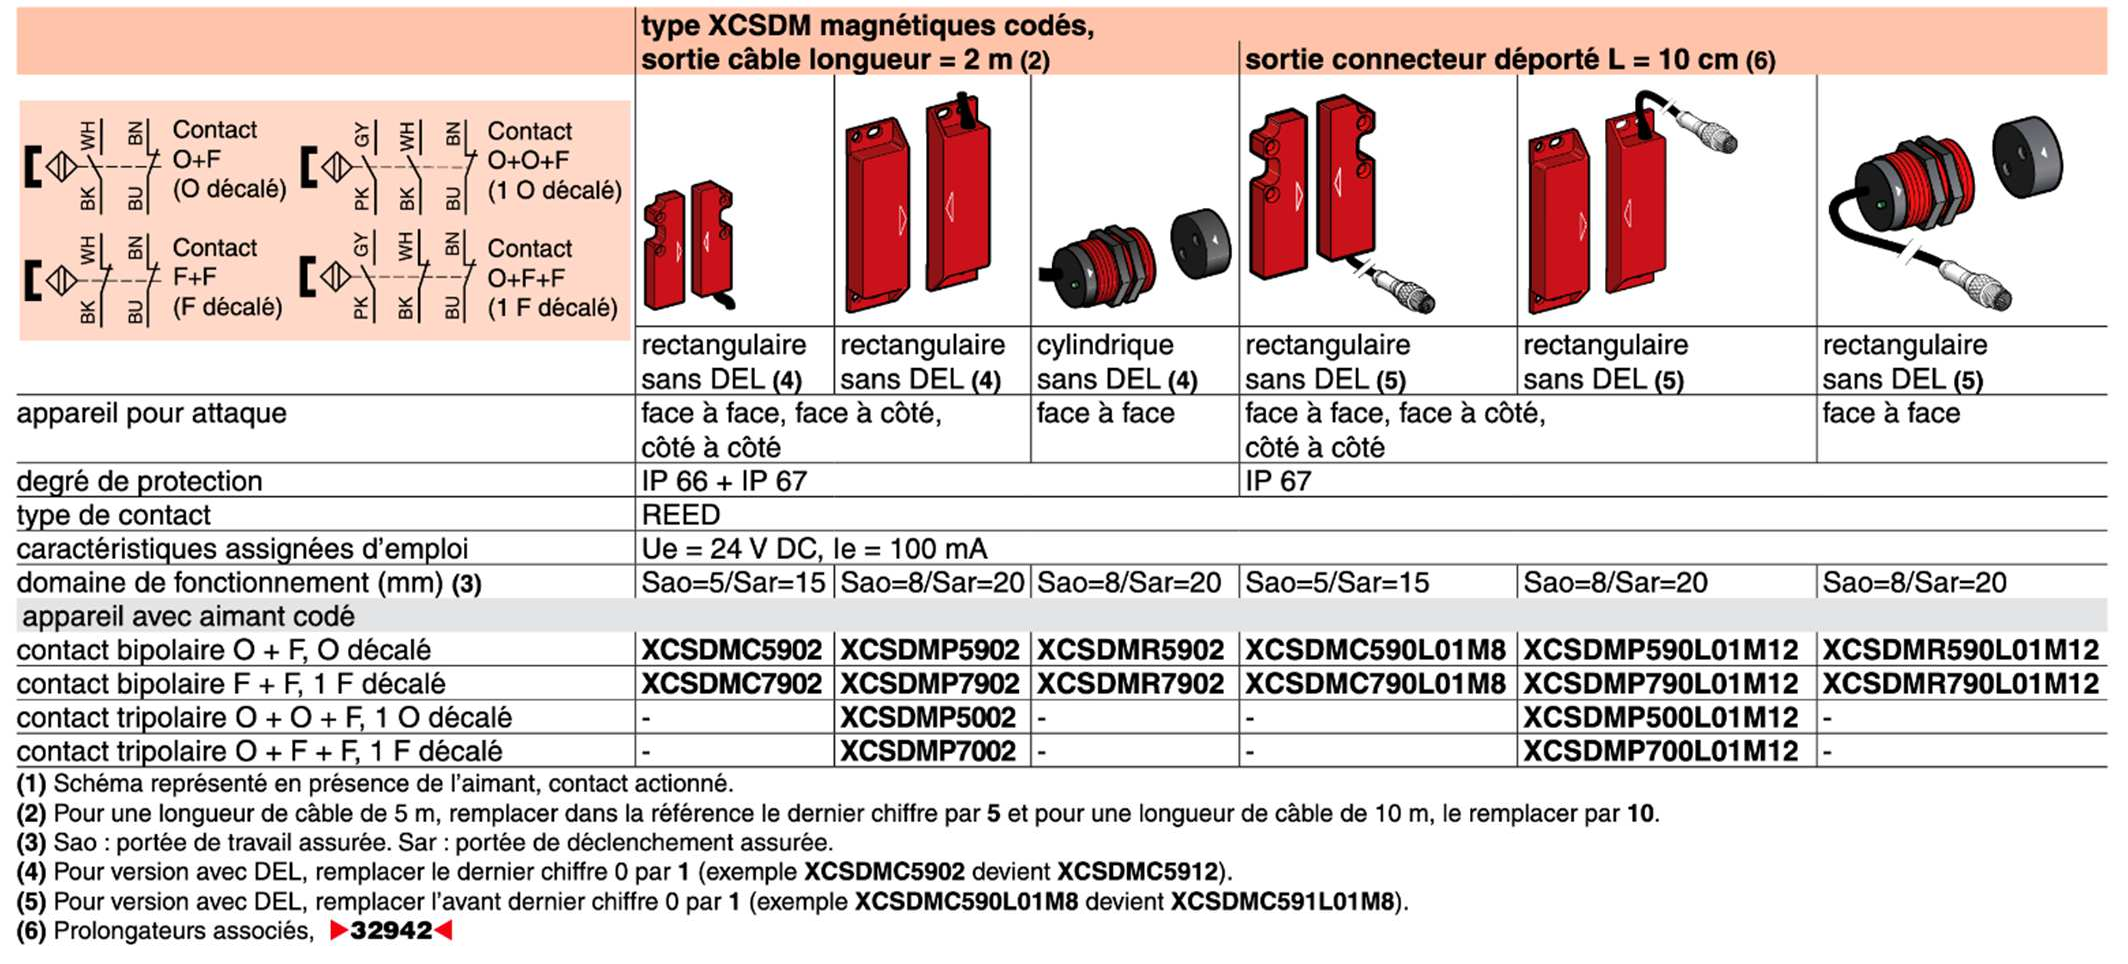 type XCSDM magnétiques codés,
sortie câble longueur = 2 m (2)
sortie connecteur déporté L = 10 cm (6)
WH BN
Contact
O+F
(O décalé)
BK BU
GY WH BN
Contact
O+O+F
(1 O décalé)
PK BK BU
WH BN
Contact
F+F
(F décalé)
BK BU
GY WH BN
Contact
O+F+F
(1 F décalé)
PK BK BU
rectangulaire rectangulaire cylindrique rectangulaire rectangulaire rectangulaire
sans DEL (4) sans DEL (4) sans DEL (4) sans DEL (5) sans DEL (5) sans DEL (5)
appareil pour attaque face à face, face à côté, face à face face à face, face à côté, face à face
côté à côté côté à côté
degré de protection IP 66 + IP 67 IP 67
type de contact REED
caractéristiques assignées d'emploi Ue = 24 V DC, Ie = 100 mA
domaine de fonctionnement (mm) (3) Sao=5/Sar=15 Sao=8/Sar=20 Sao=8/Sar=20 Sao=5/Sar=15 Sao=8/Sar=20 Sao=8/Sar=20
appareil avec aimant codé
contact bipolaire O + F, O décalé XCSDMC5902 XCSDMP5902 XCSDMR5902 XCSDMC590L01M8 XCSDMP590L01M12 XCSDMR590L01M12
contact bipolaire F + F, 1 F décalé XCSDMC7902 XCSDMP7902 XCSDMR7902 XCSDMC790L01M8 XCSDMP790L01M12 XCSDMR790L01M12
contact tripolaire O + O + F, 1 O décalé - XCSDMP5002 - - XCSDMP500L01M12 -
contact tripolaire O + F + F, 1 F décalé - XCSDMP7002 - - XCSDMP700L01M12 -
(1) Schéma représenté en présence de l'aimant, contact actionné.
(2) Pour une longueur de câble de 5 m, remplacer dans la référence le dernier chiffre par 5 et pour une longueur de câble de 10 m, le remplacer par 10.
(3) Sao : portée de travail assurée. Sar : portée de déclenchement assurée.
(4) Pour version avec DEL, remplacer le dernier chiffre 0 par 1 (exemple XCSDMC5902 devient XCSDMC5912).
(5) Pour version avec DEL, remplacer l'avant dernier chiffre 0 par 1 (exemple XCSDMC590L01M8 devient XCSDMC591L01M8).
(6) Prolongateurs associés, ▶32942◀